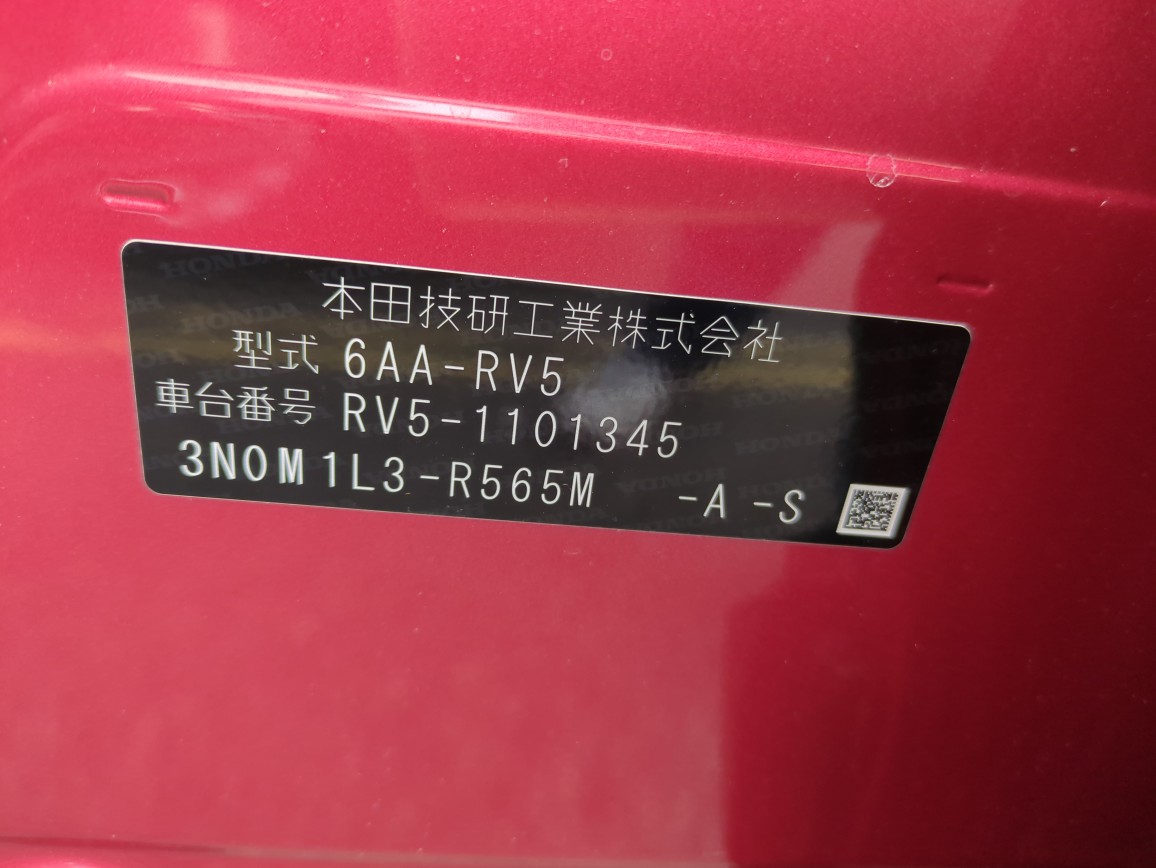 本田技研工業株式会社
型式 6AA-RV5
車台番号 RV5-1101345
3N0M1L3-R565M -A -S